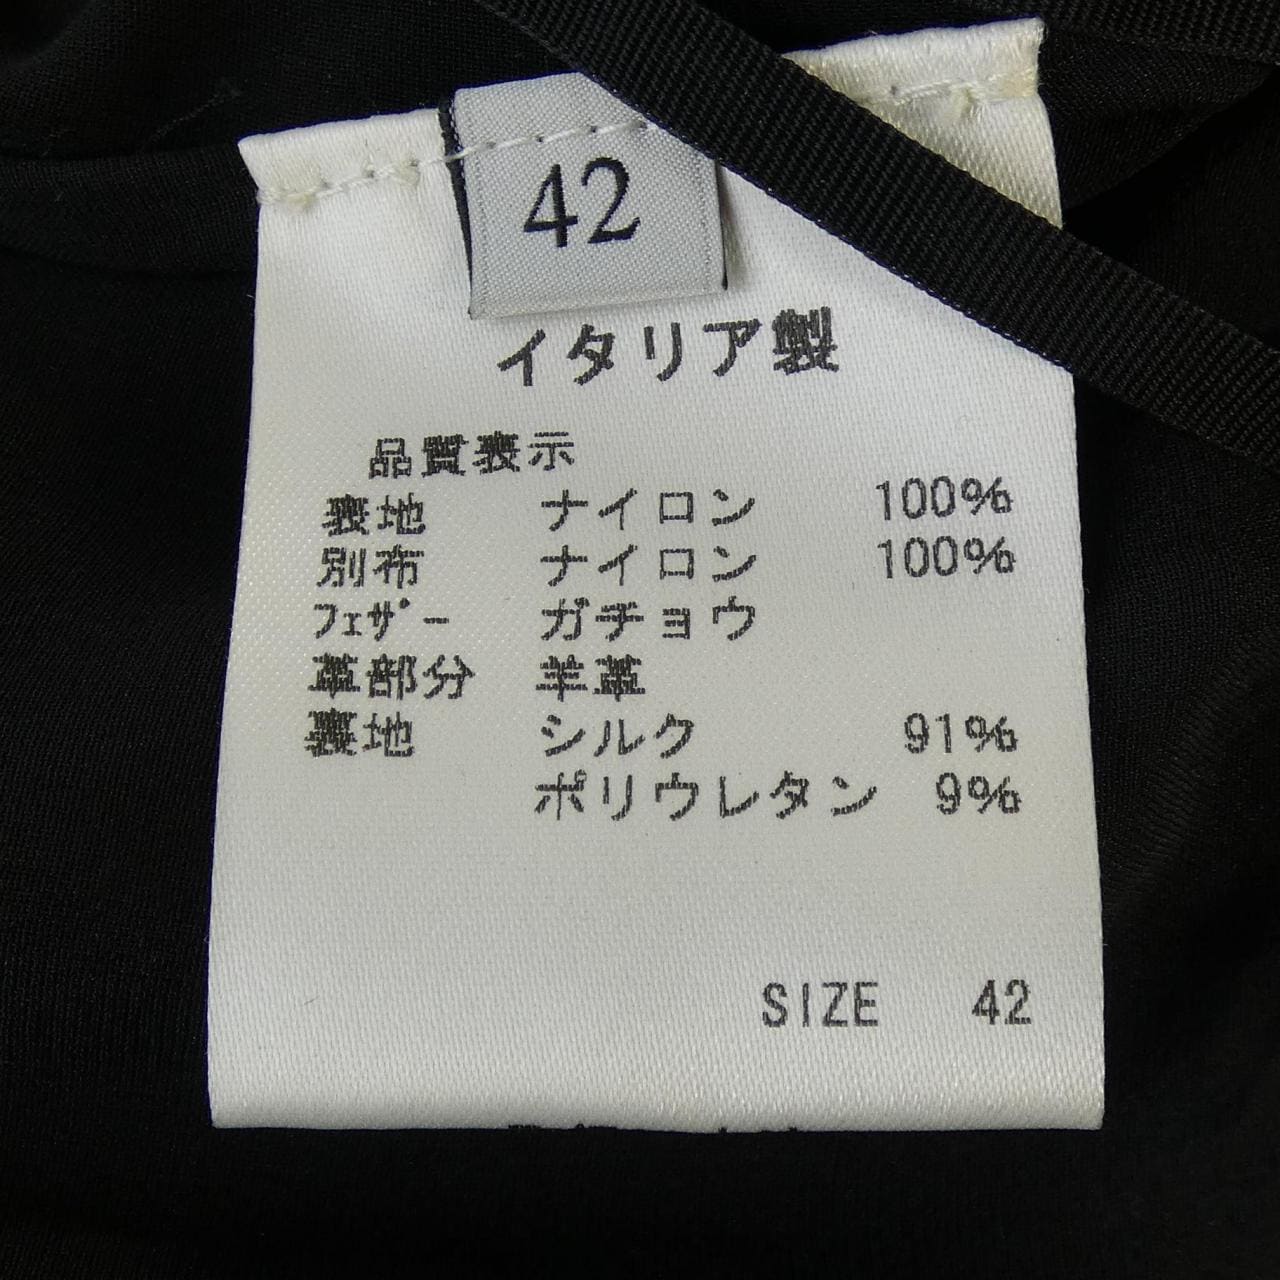 42
イタリア製
品質表示
表地 ナイロン 100%
別布 ナイロン 100%
ﾌｪｻﾞｰ ガチョウ
革部分 羊革
裏地 シルク 91%
ポリウレタン 9%
SIZE 42